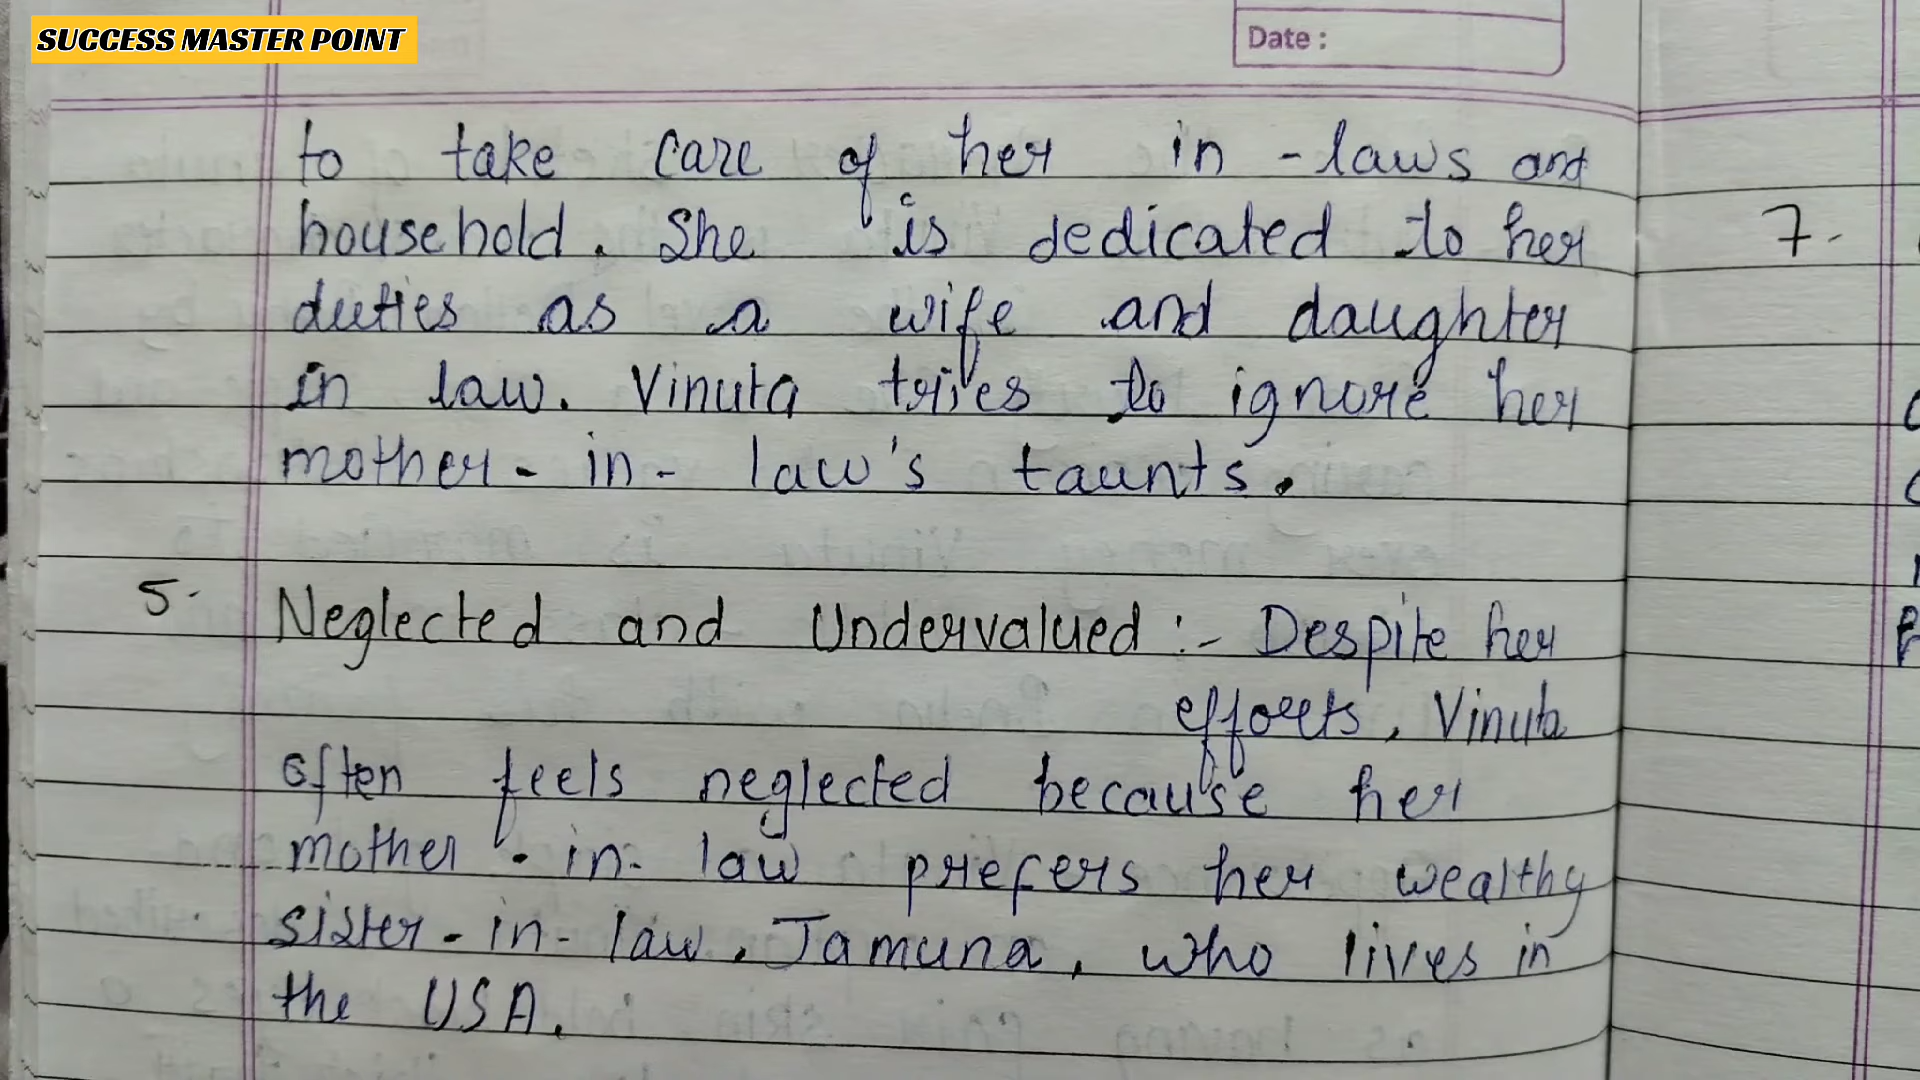 SUCCESS MASTER POINT
Date :
to take care of her in - laws and
household. She is dedicated to her
duties as a wife and daughter
in law. Vinuta tries to ignore her
mother - in - law's taunts.
5. Neglected and Undervalued :- Despite her
efforts, Vinuta
often feels neglected because her
mother - in - law prefers her wealthy
sister - in - law, Jamuna, who lives in
the USA.
7.